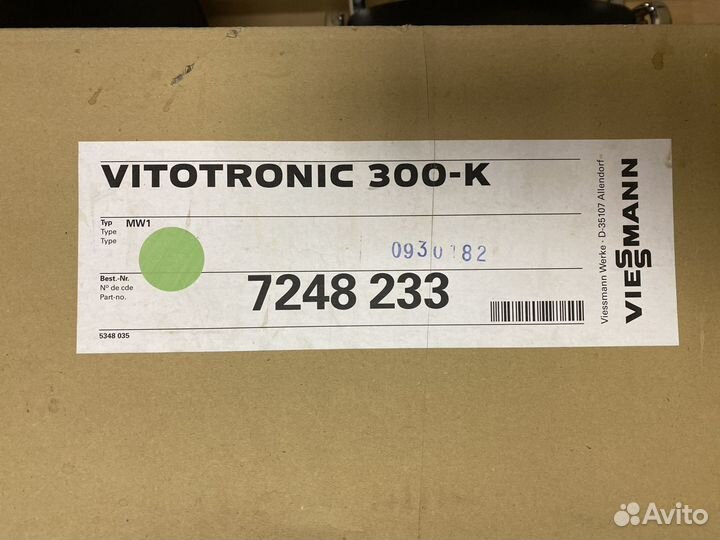 VITOTRONIC 300-K
Typ MW1
Type
Type
Best.-Nr.
N° de cde
Part-no.
7248 233
5348 035
Viessmann Werke · D-35107 Allendorf
VIESSMANN
Avito